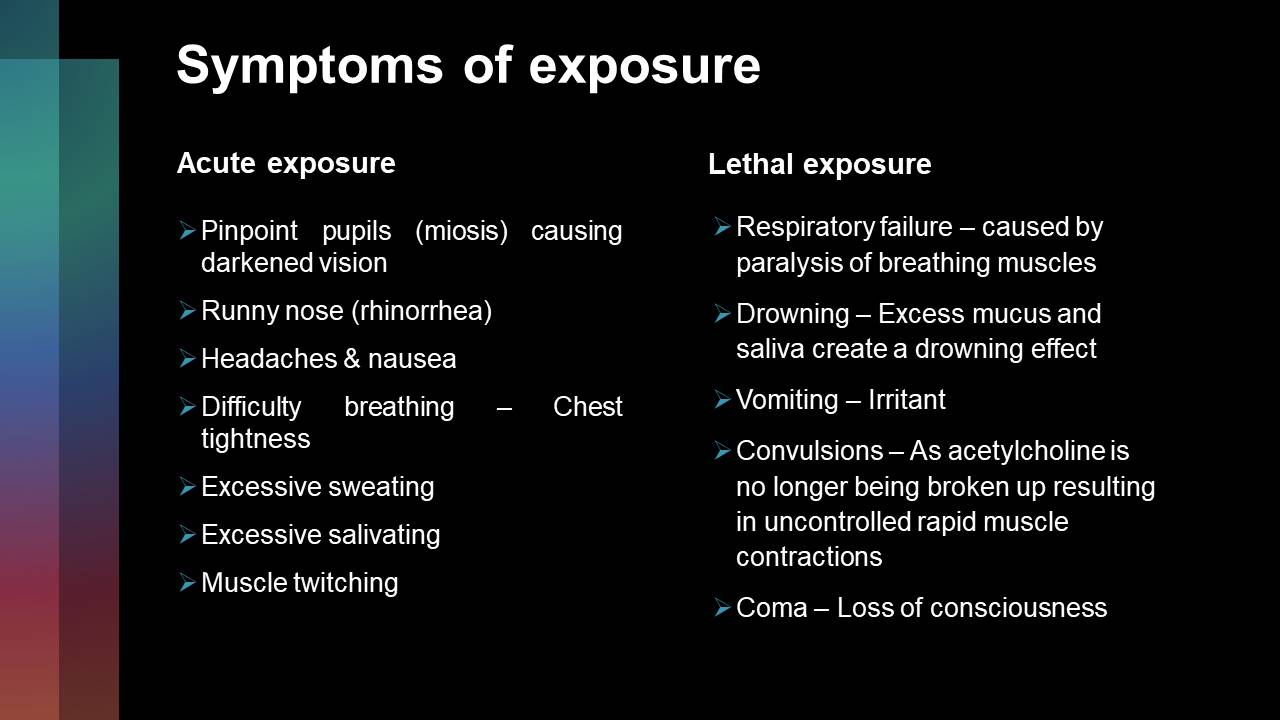 Symptoms of exposure
Acute exposure
Pinpoint pupils (miosis) causing
darkened vision
Runny nose (rhinorrhea)
Headaches & nausea
Difficulty breathing – Chest
tightness
Excessive sweating
Excessive salivating
Muscle twitching
Lethal exposure
Respiratory failure – caused by
paralysis of breathing muscles
Drowning – Excess mucus and
saliva create a drowning effect
Vomiting – Irritant
Convulsions – As acetylcholine is
no longer being broken up resulting
in uncontrolled rapid muscle
contractions
Coma – Loss of consciousness